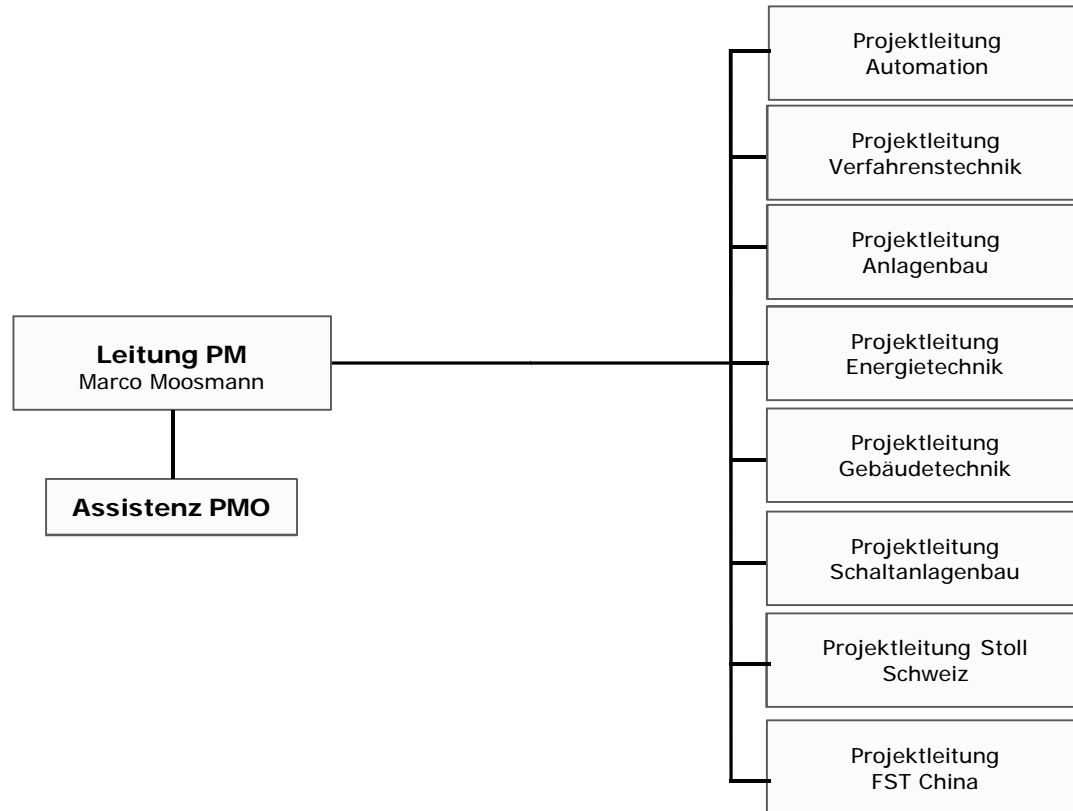 Projektleitung
Automation
Projektleitung
Verfahrenstechnik
Projektleitung
Anlagenbau
Leitung PM
Marco Moosmann
Projektleitung
Energietechnik
Projektleitung
Gebäudetechnik
Assistenz PMO
Projektleitung
Schaltanlagenbau
Projektleitung Stoll
Schweiz
Projektleitung
FST China